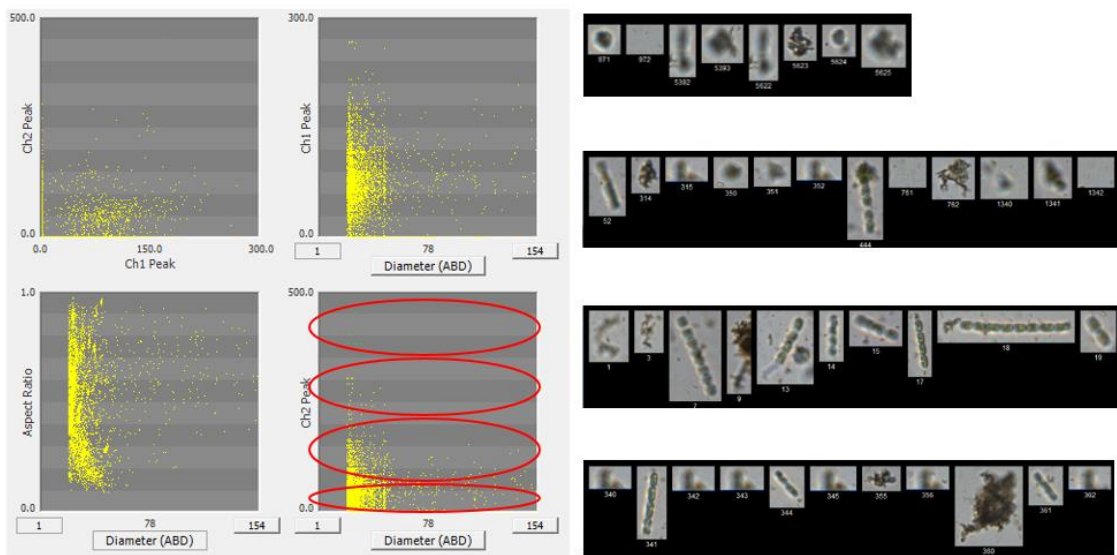 500.0
Ch2 Peak
0.0
0.0 150.0 300.0
Ch1 Peak
300.0
Ch1 Peak
0.0
1 78 154
Diameter (ABD)
1.0
Aspect Ratio
0.0
1 78 154
Diameter (ABD)
500.0
Ch2 Peak
0.0
1 78 154
Diameter (ABD)
871 972 5392 5393 5622 5623 5624 5625
52 314 315 350 351 352 444 761 762 1340 1341 1342
1 3 7 9 13 14 15 17 18 19
340 341 342 343 344 345 355 356 360 361 362